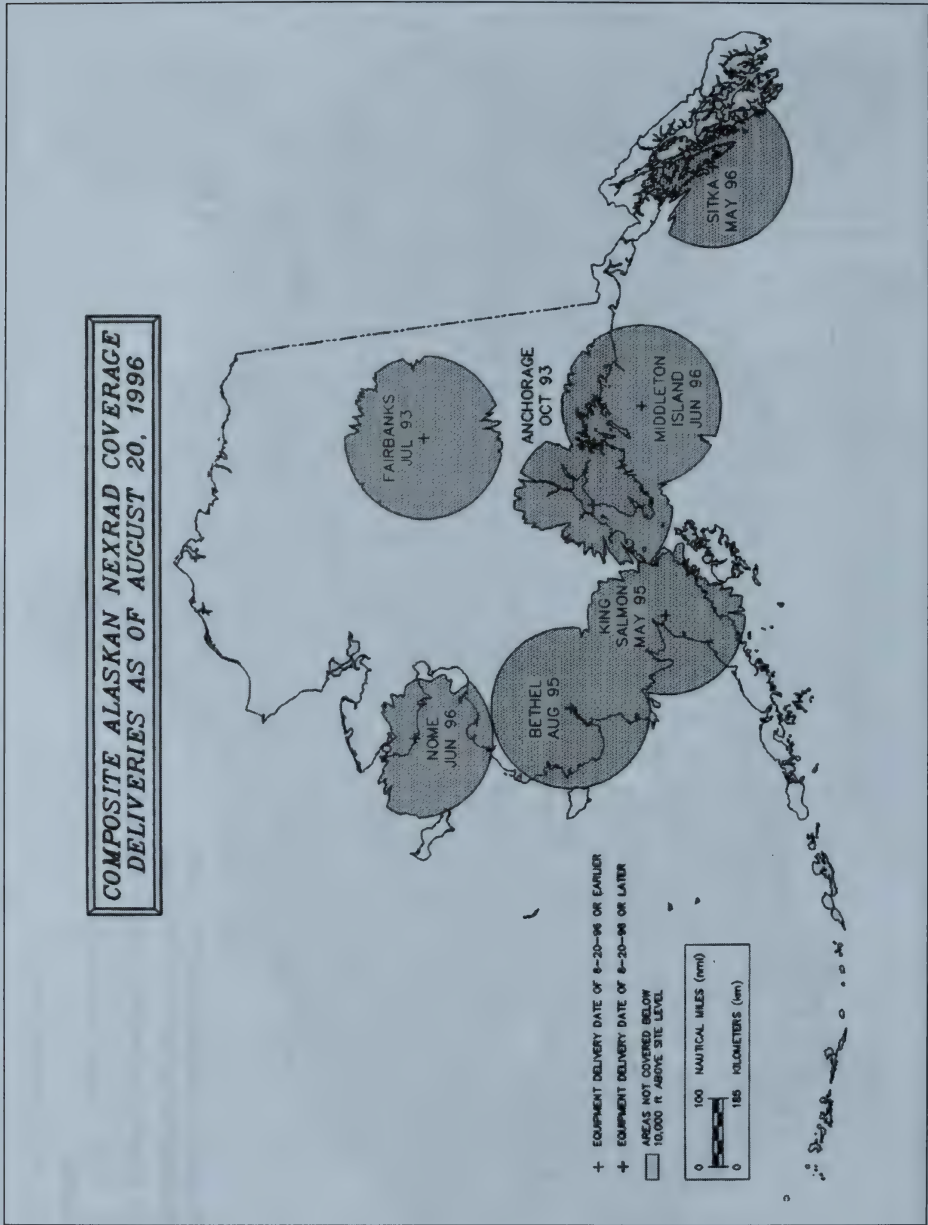 COMPOSITE ALASKAN NEXRAD COVERAGE
DELIVERIES AS OF AUGUST 20, 1996
FAIRBANKS
JUL 93
ANCHORAGE
OCT 93
NOME
JUN 96
BETHEL
AUG 95
KING
SALMON
MAY 95
MIDDLETON
ISLAND
JUN 96
SITKA
MAY 96
EQUIPMENT DELIVERY DATE OF 8-20-96 OR EARLIER
EQUIPMENT DELIVERY DATE OF 8-20-96 OR LATER
AREAS NOT COVERED BELOW
10,000 ft ABOVE SITE LEVEL
0 100 NAUTICAL MILES (nmi)
0 185 KILOMETERS (km)